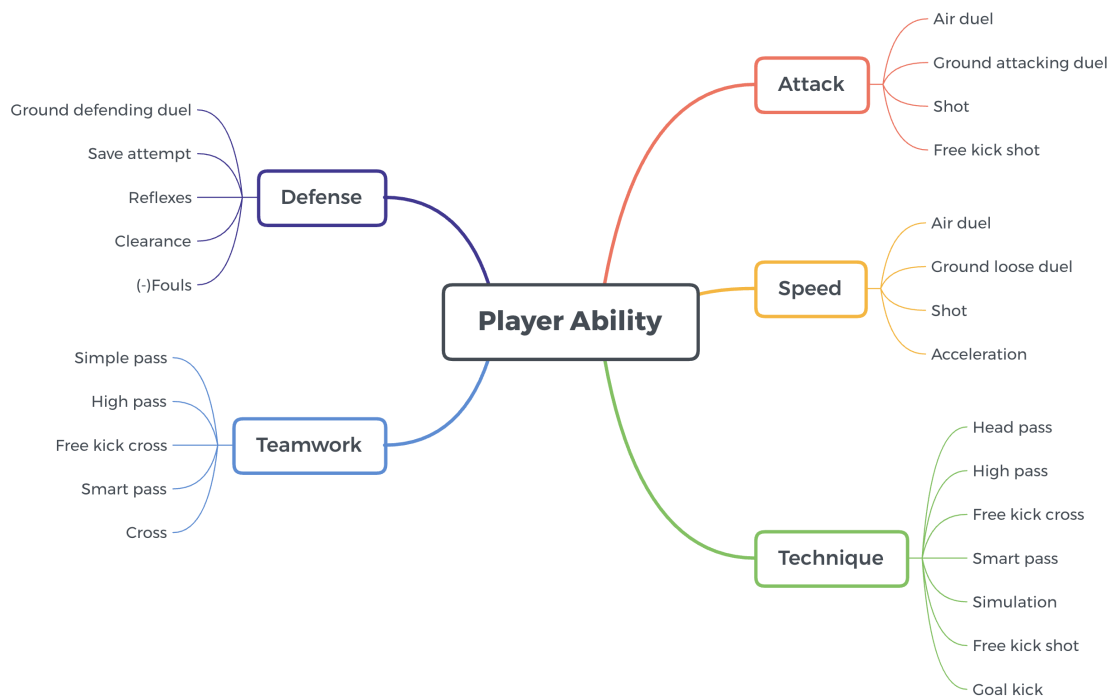 Player Ability
Attack
Air duel
Ground attacking duel
Shot
Free kick shot
Speed
Air duel
Ground loose duel
Shot
Acceleration
Technique
Head pass
High pass
Free kick cross
Smart pass
Simulation
Free kick shot
Goal kick
Defense
Ground defending duel
Save attempt
Reflexes
Clearance
(-)Fouls
Teamwork
Simple pass
High pass
Free kick cross
Smart pass
Cross